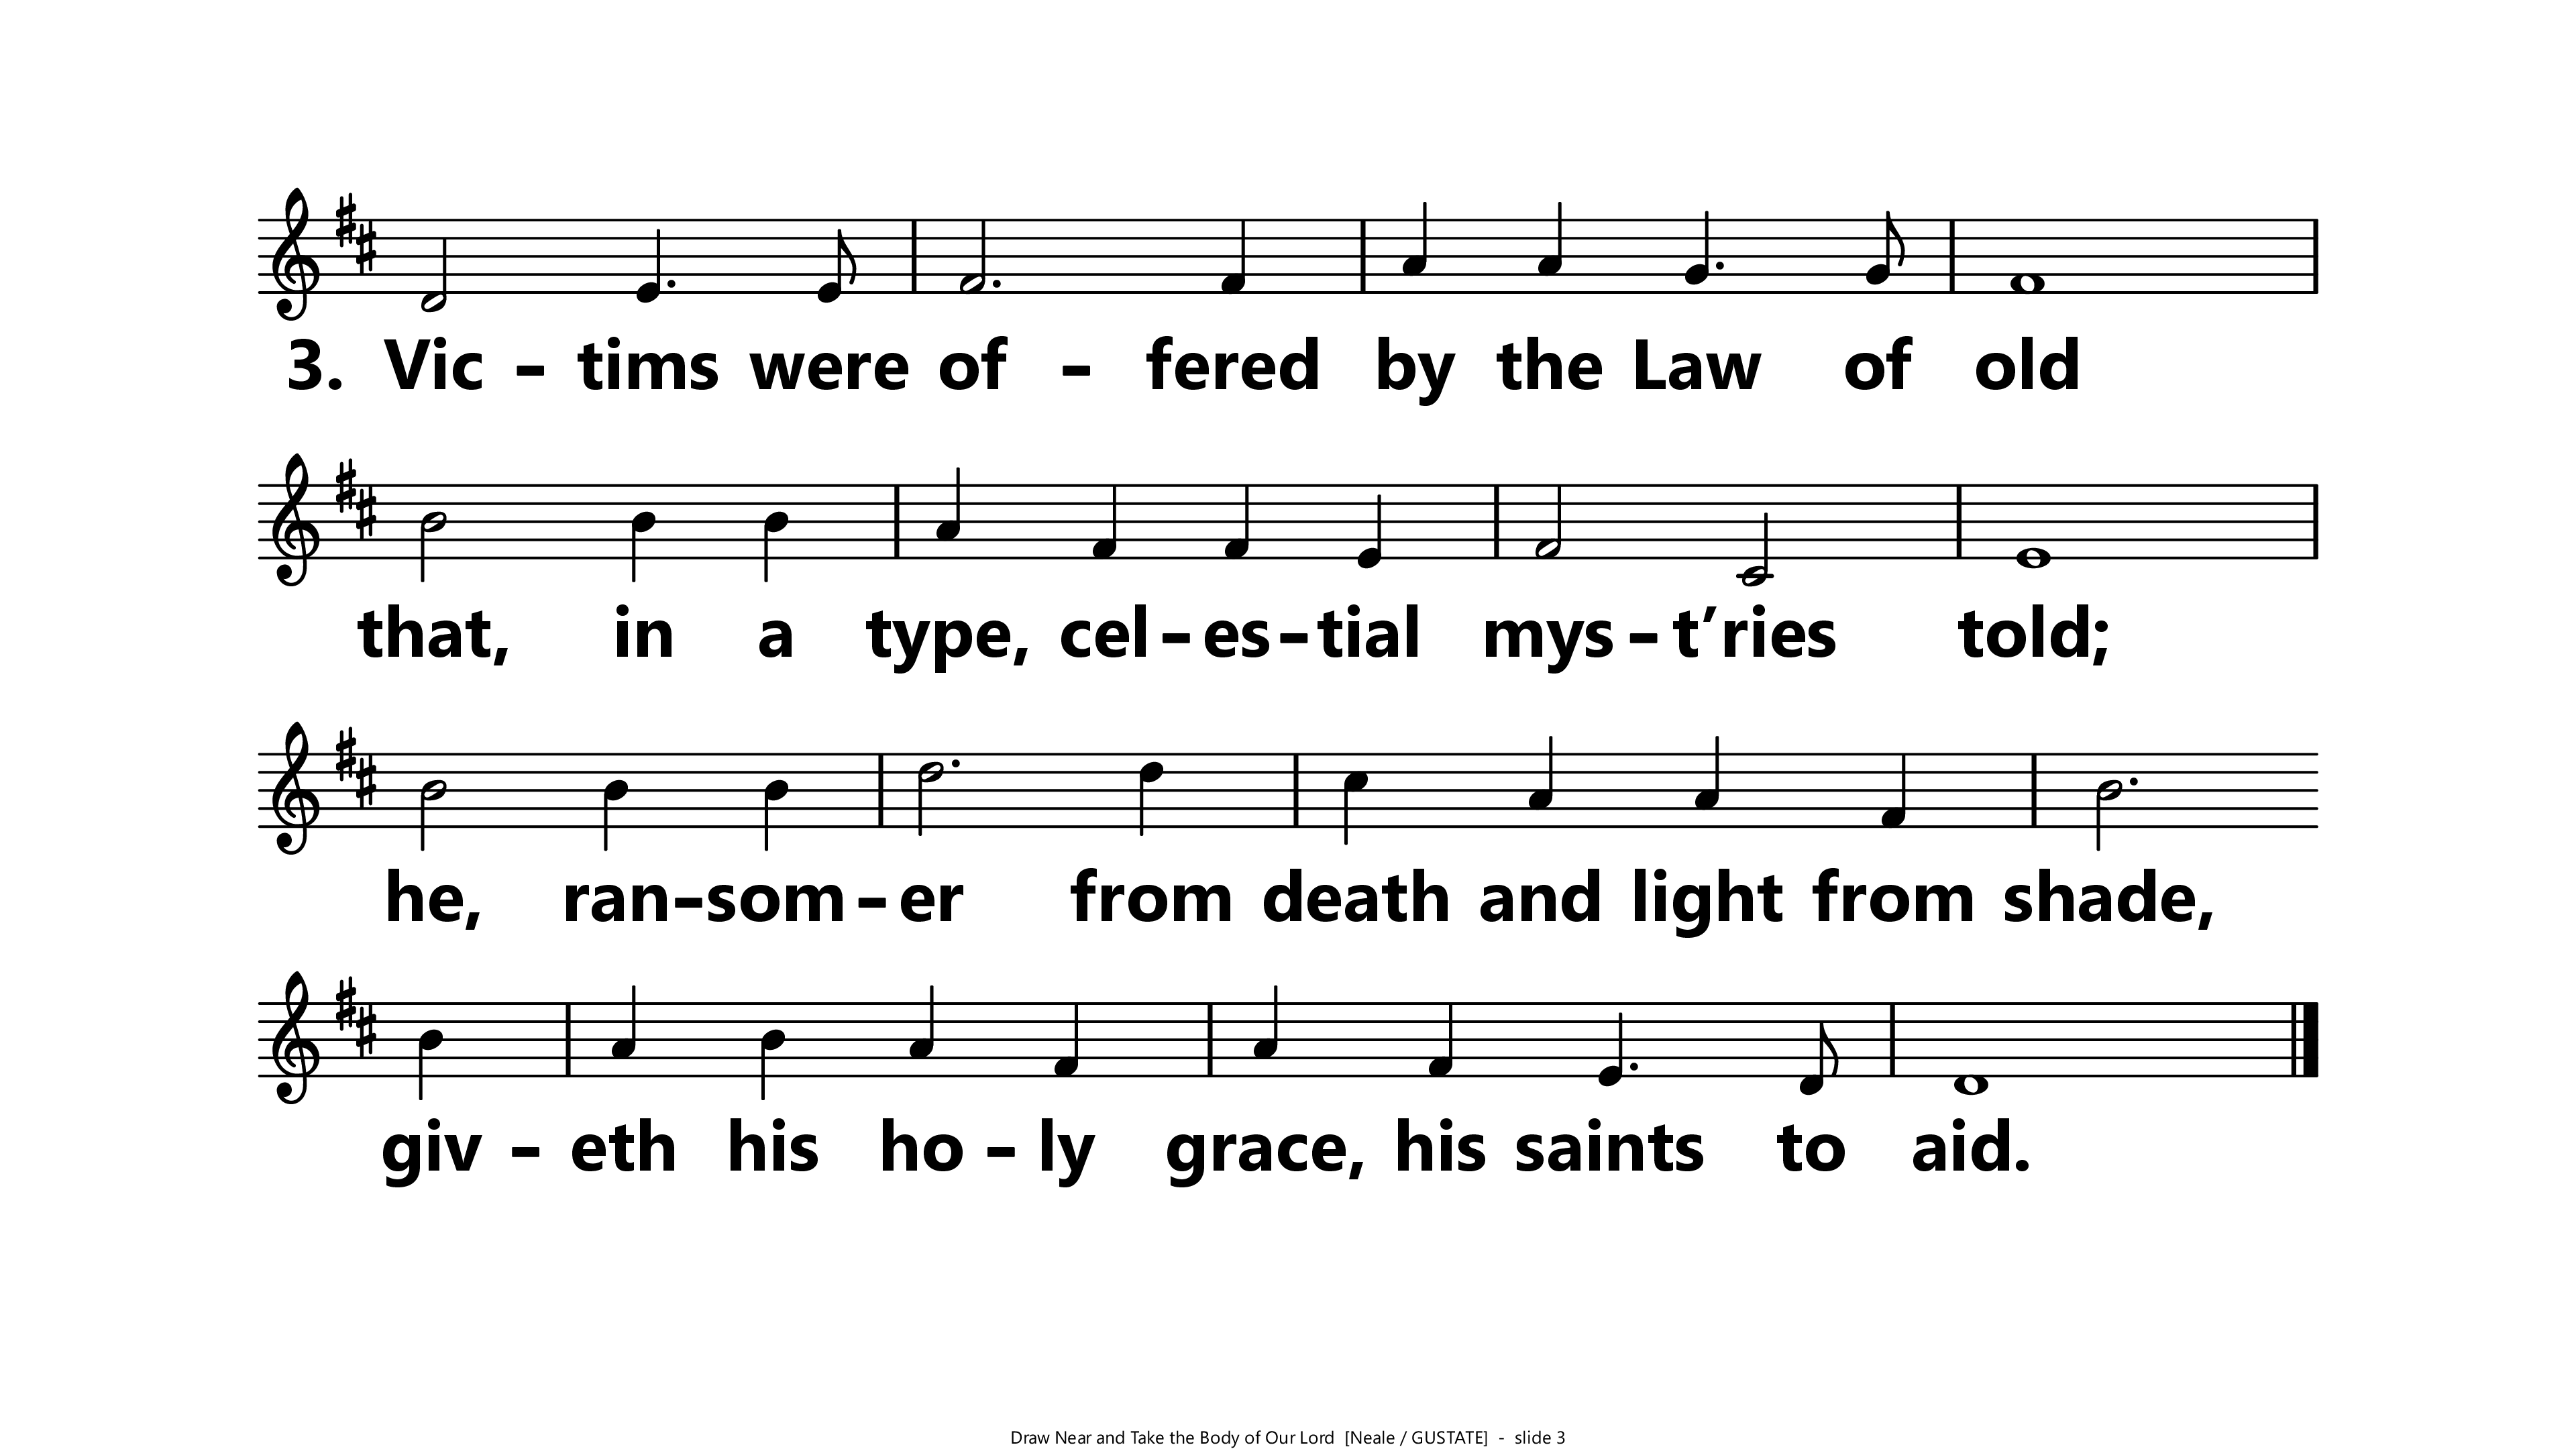 3. Vic - tims were of - fered by the Law of old
that, in a type, cel-es-tial mys-t’ries told;
he, ran-som-er from death and light from shade,
giv - eth his ho - ly grace, his saints to aid.
Draw Near and Take the Body of Our Lord [Neale / GUSTATE] - slide 3